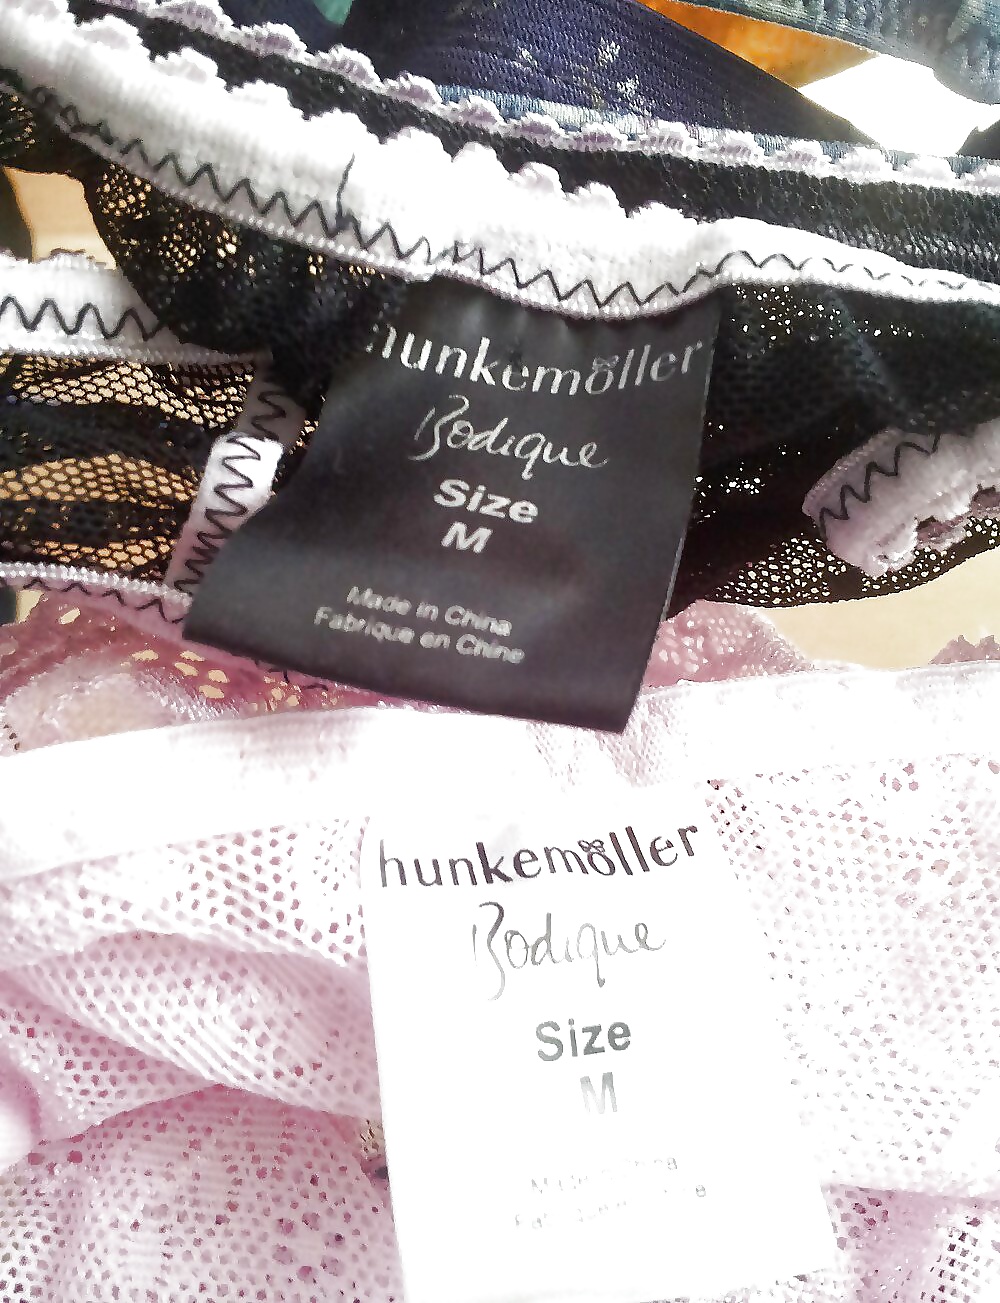 hunkemöller
Bodique
Size
M
Made in China
Fabrique en Chine
hunkemöller
Bodique
Size
M